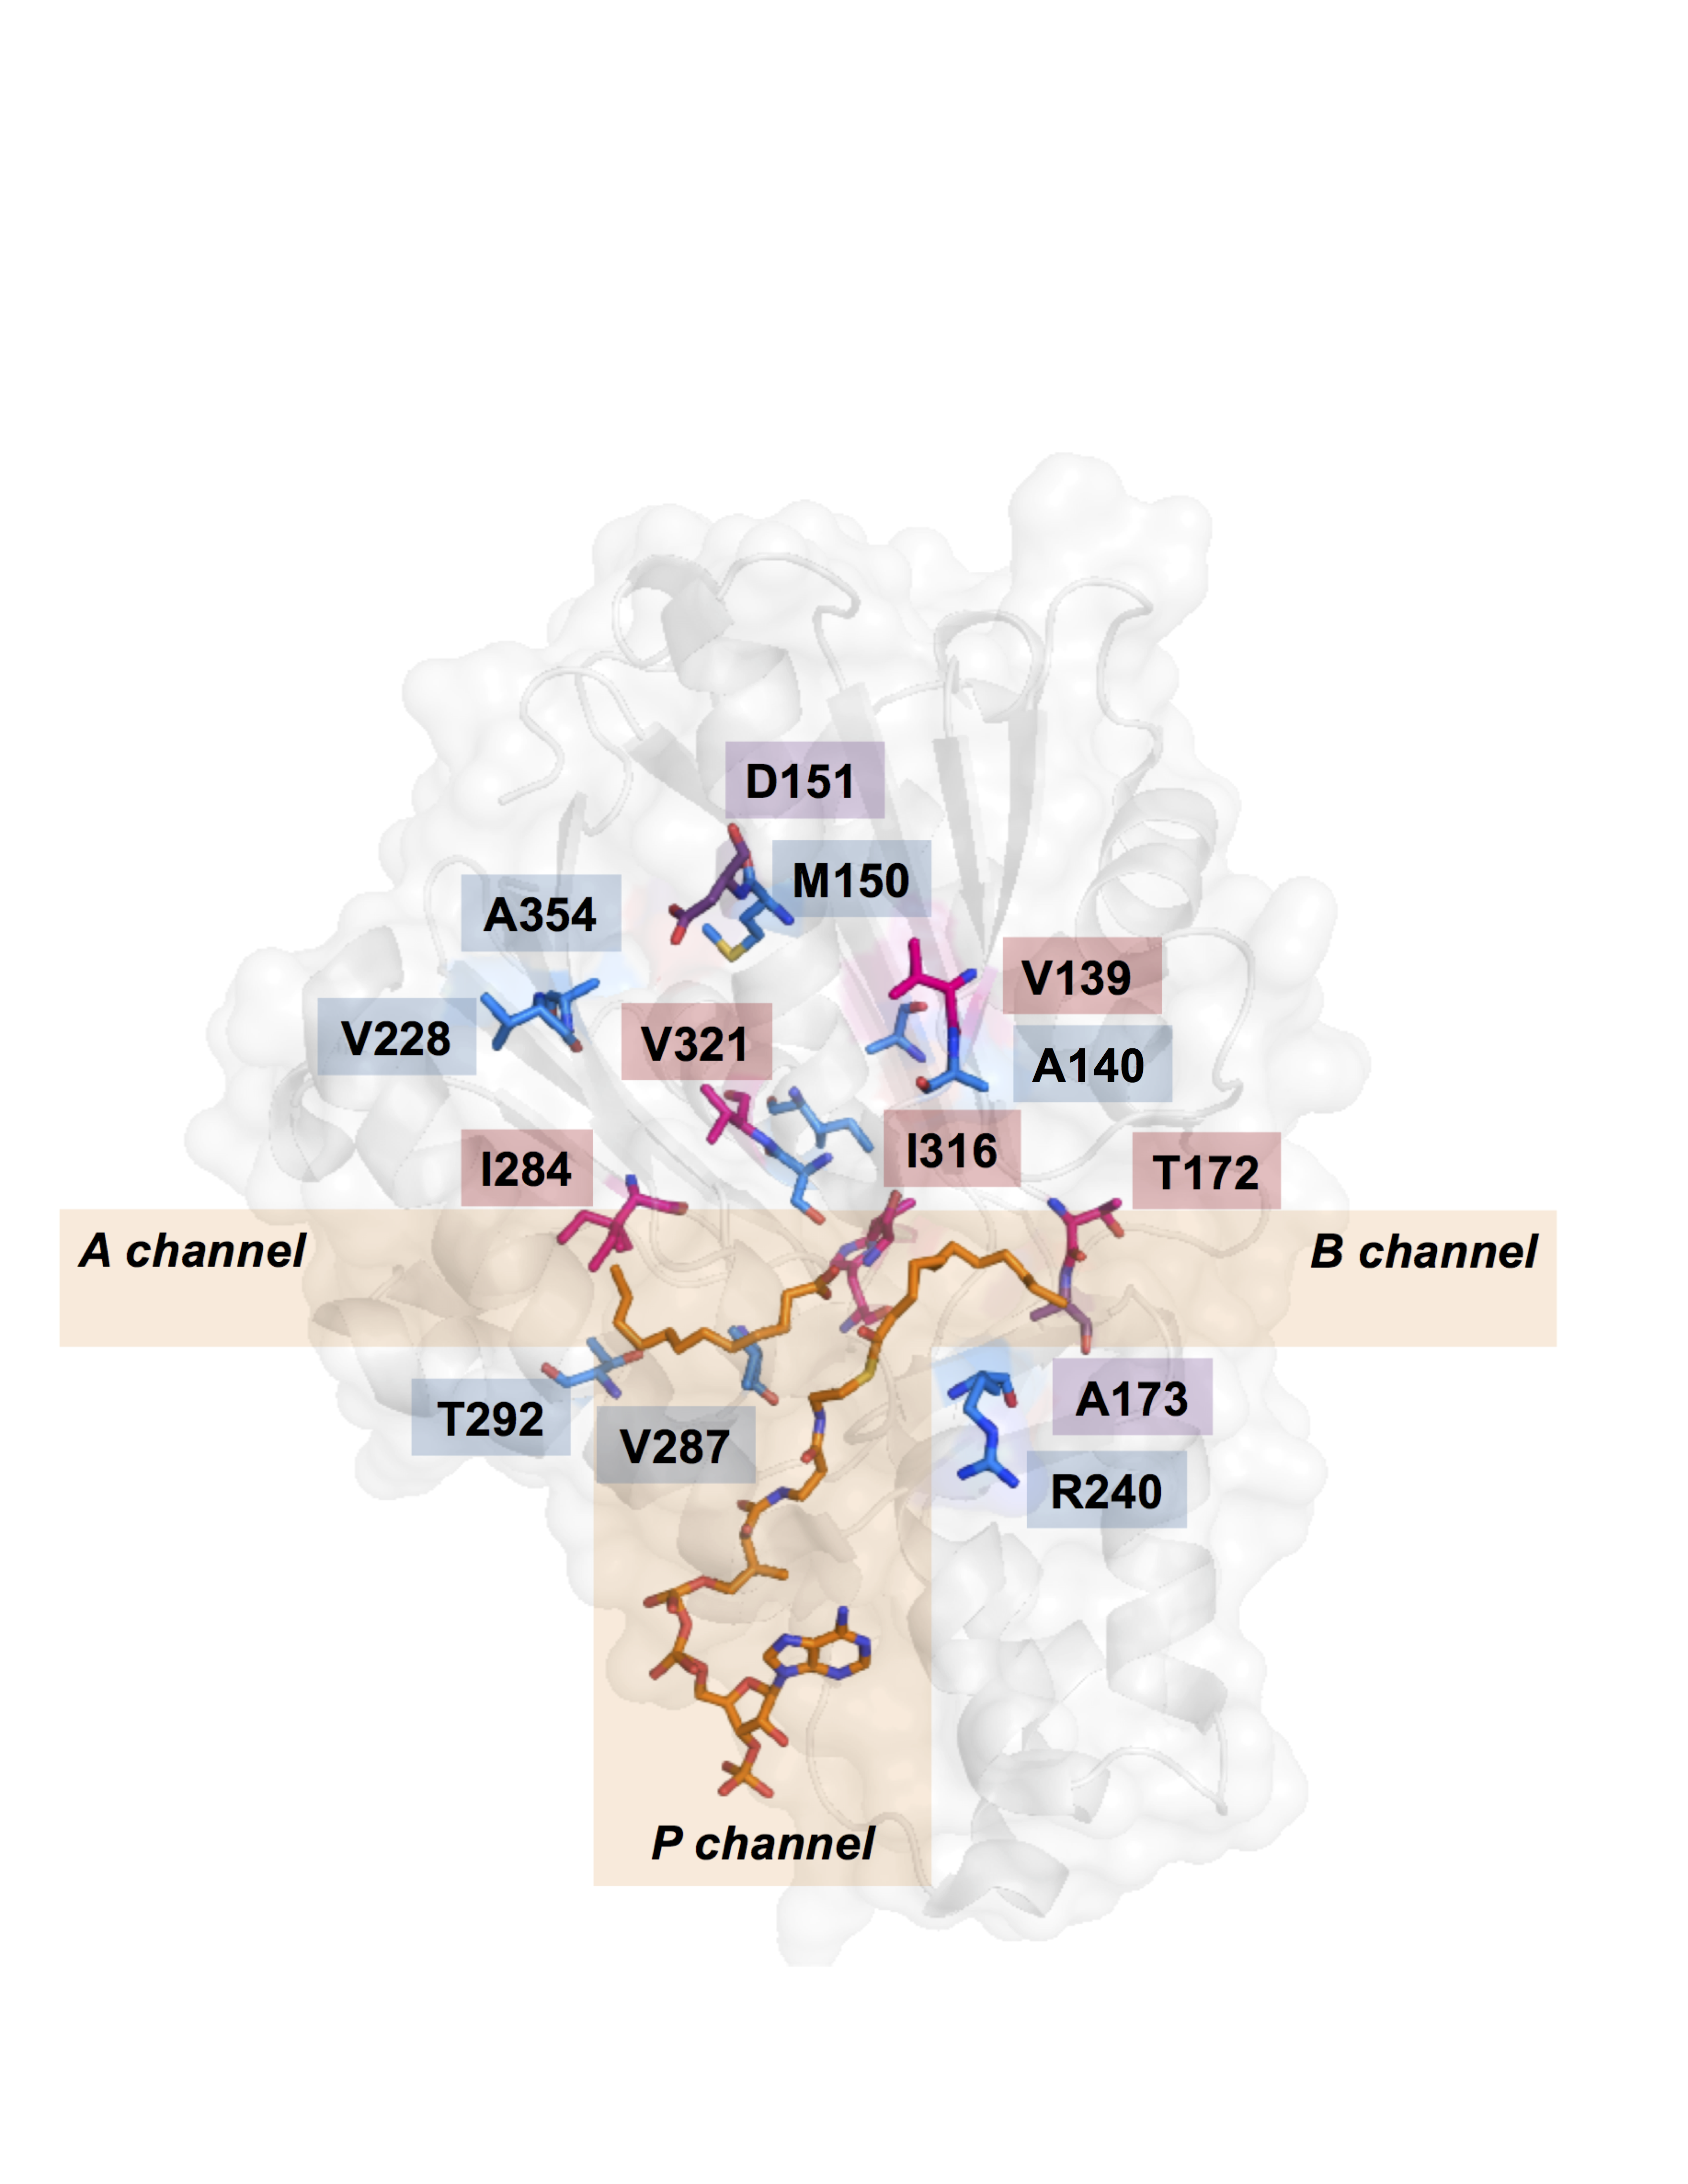 D151
M150
A354
V139
V228
V321
A140
I316
I284
T172
A channel
B channel
A173
T292
V287
R240
P channel